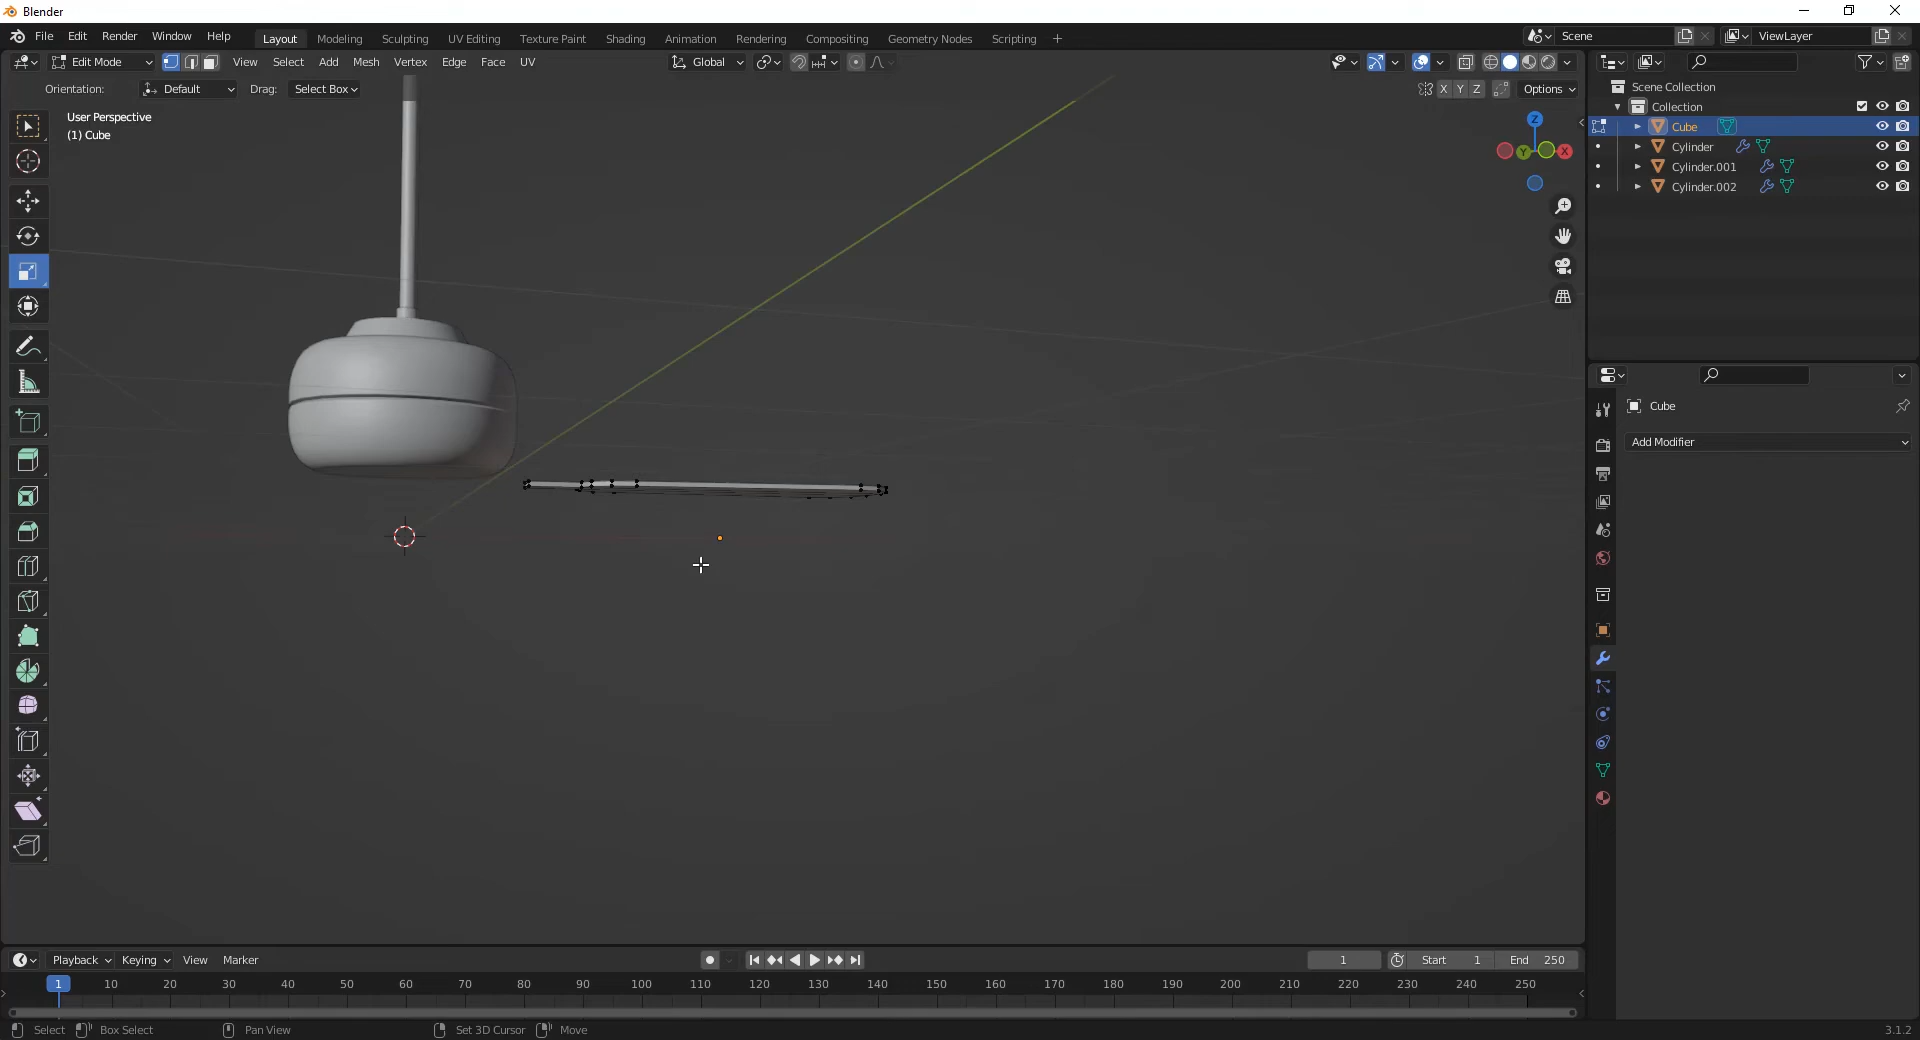 Blender
File Edit Render Window Help Layout Modeling Sculpting UV Editing Texture Paint Shading Animation Rendering Compositing Geometry Nodes Scripting + Scene ViewLayer
Edit Mode View Select Add Mesh Vertex Edge Face UV Global
Orientation: Default Drag: Select Box X Y Z Options
User Perspective
(1) Cube
Z
Y X
Scene Collection
Collection
Cube
Cylinder
Cylinder.001
Cylinder.002
Cube
Add Modifier
Playback Keying View Marker 1 Start 1 End 250
1 10 20 30 40 50 60 70 80 90 100 110 120 130 140 150 160 170 180 190 200 210 220 230 240 250
Select Box Select Pan View Set 3D Cursor Move 3.1.2